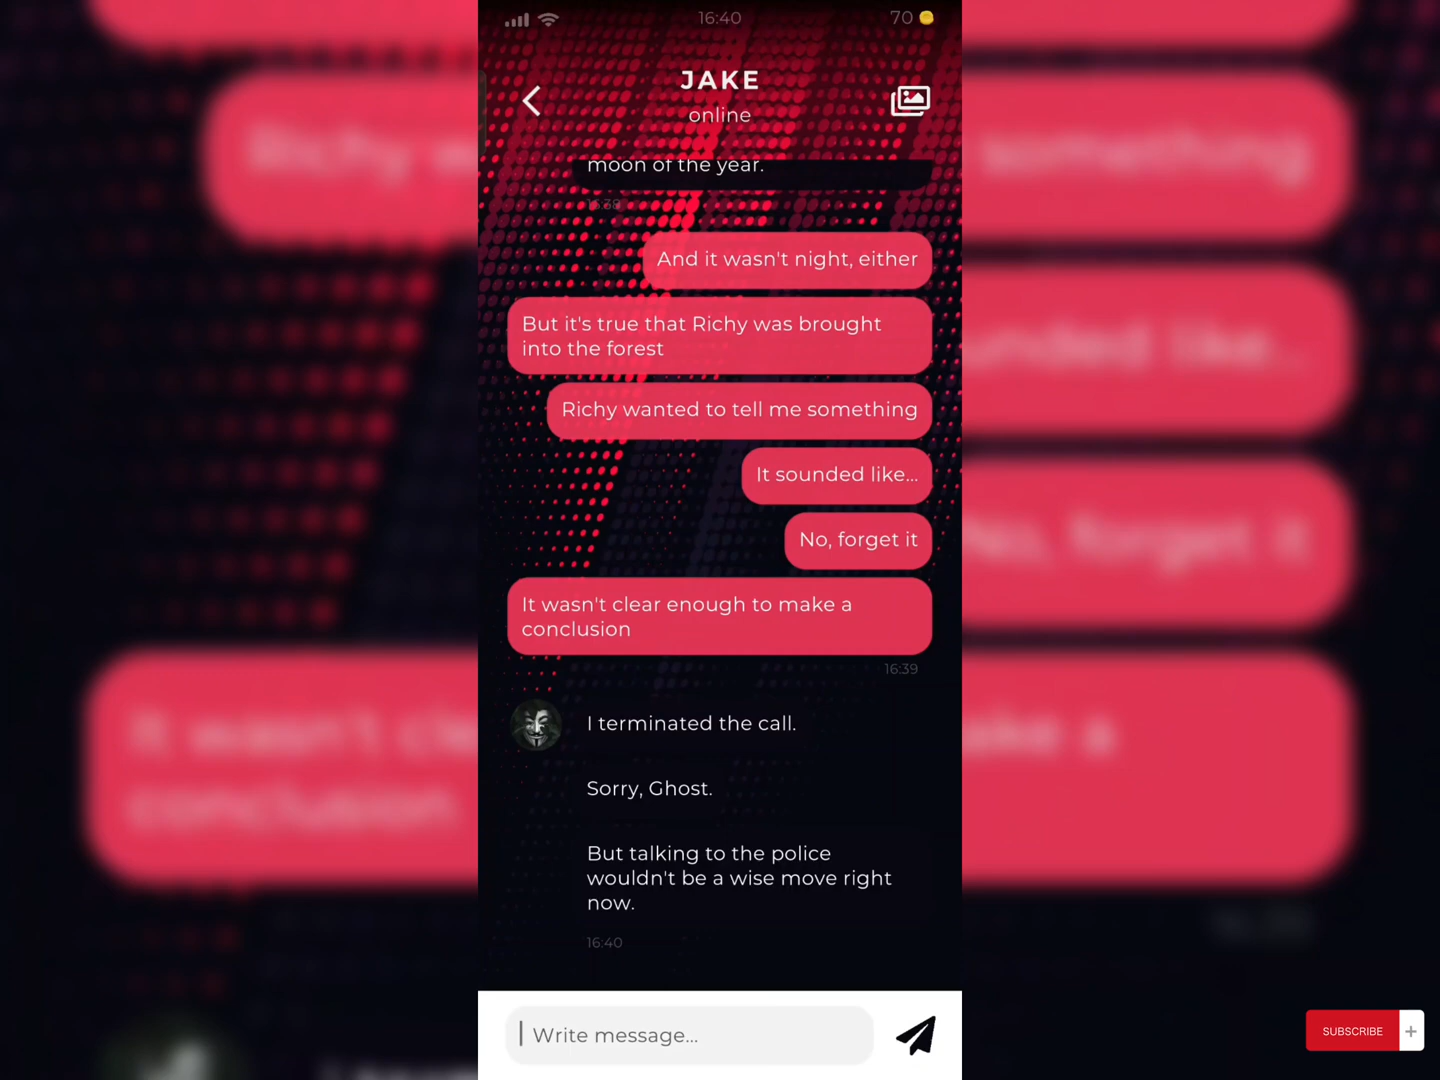 16:40
70
JAKE
online
moon of the year.
16:38
And it wasn't night, either
But it's true that Richy was brought
into the forest
Richy wanted to tell me something
It sounded like...
No, forget it
It wasn't clear enough to make a
conclusion
16:39
I terminated the call.
Sorry, Ghost.
But talking to the police
wouldn't be a wise move right
now.
16:40
Write message...
SUBSCRIBE